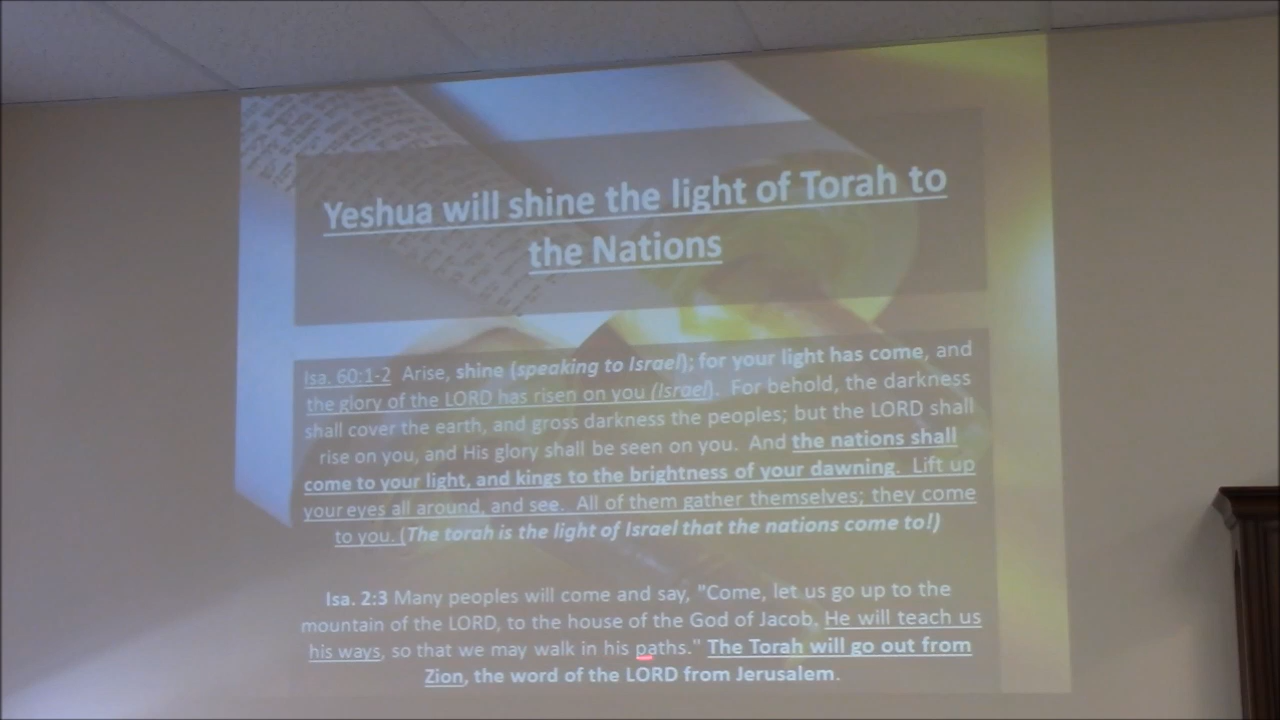 Yeshua will shine the light of Torah to
the Nations
Isa. 60:1-2 Arise, shine (speaking to Israel); for your light has come, and
the glory of the LORD has risen on you (Israel). For behold, the darkness
shall cover the earth, and gross darkness the peoples; but the LORD shall
rise on you, and His glory shall be seen on you. And the nations shall
come to your light, and kings to the brightness of your dawning. Lift up
your eyes all around, and see. All of them gather themselves; they come
to you. (The torah is the light of Israel that the nations come to!)
Isa. 2:3 Many peoples will come and say, "Come, let us go up to the
mountain of the LORD, to the house of the God of Jacob. He will teach us
his ways, so that we may walk in his paths." The Torah will go out from
Zion, the word of the LORD from Jerusalem.